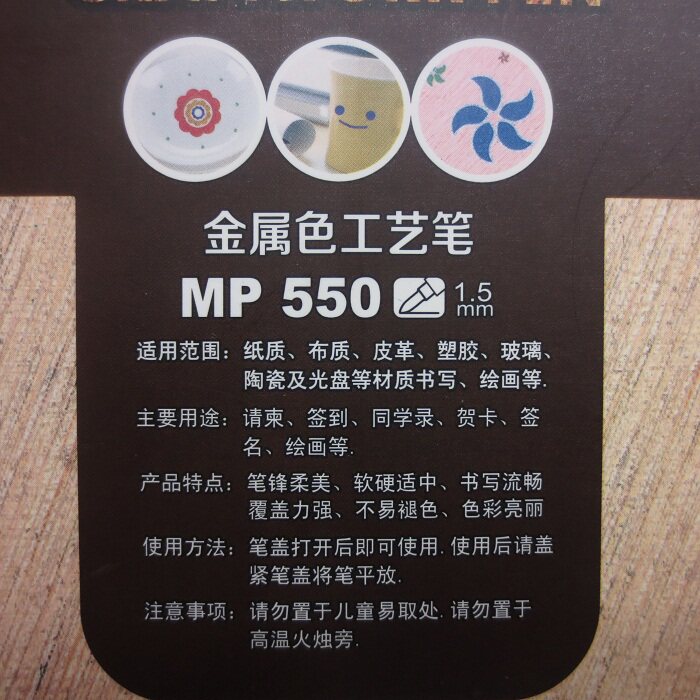 金属色工艺笔
MP 550 1.5 mm
适用范围：纸质、布质、皮革、塑胶、玻璃、
陶瓷及光盘等材质书写、绘画等.
主要用途：请柬、签到、同学录、贺卡、签
名、绘画等.
产品特点：笔锋柔美、软硬适中、书写流畅
覆盖力强、不易褪色、色彩亮丽
使用方法：笔盖打开后即可使用.使用后请盖
紧笔盖将笔平放.
注意事项：请勿置于儿童易取处.请勿置于
高温火烛旁.